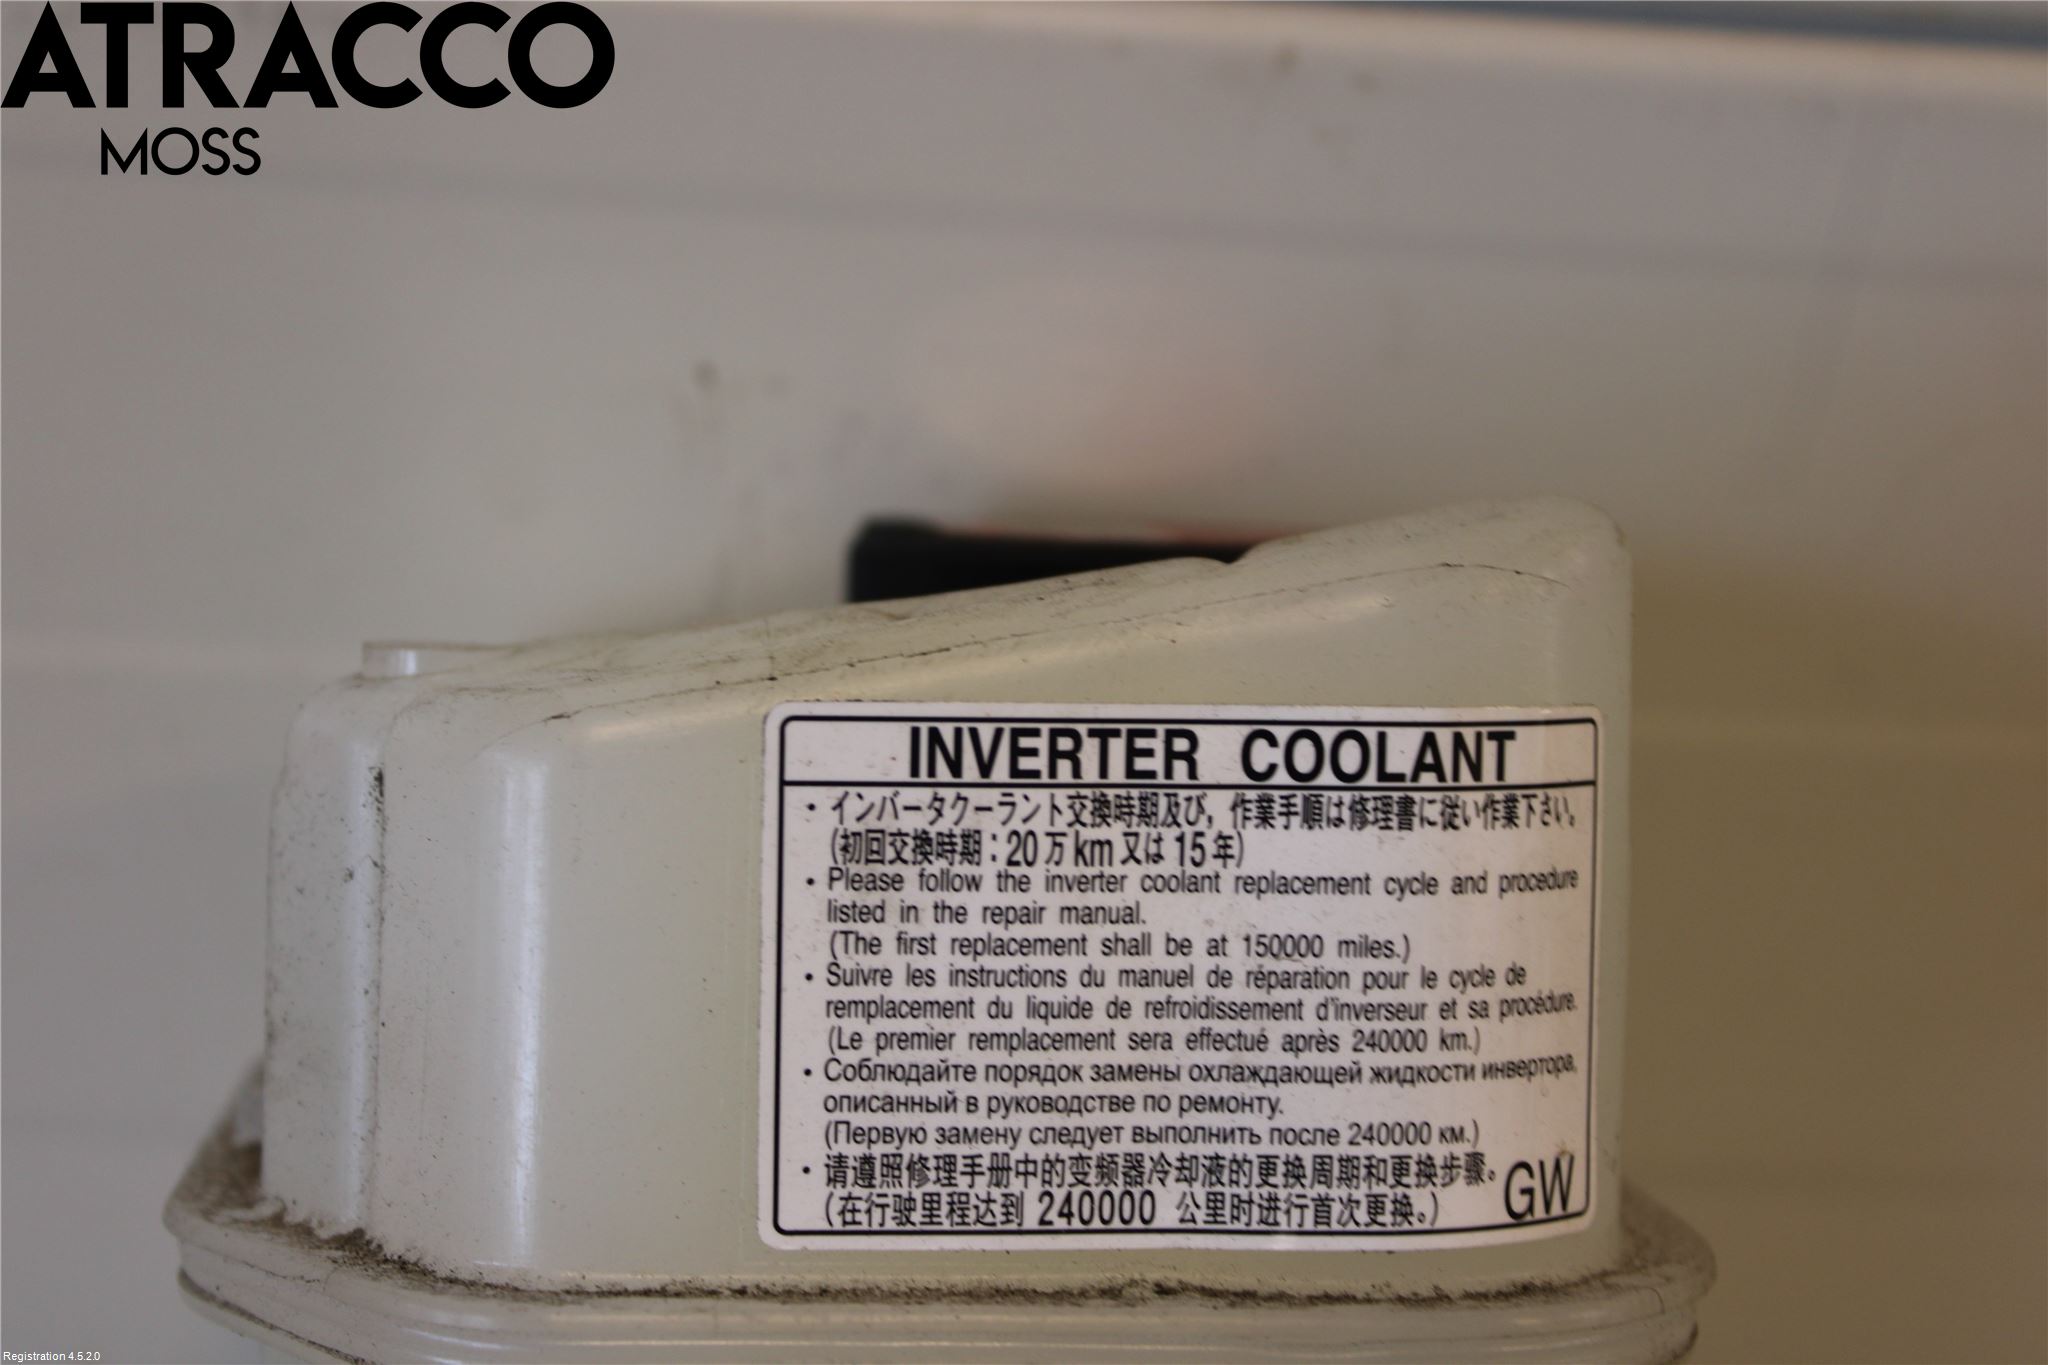 ATRACCO
MOSS
INVERTER COOLANT
・インバータクーラント交換時期及び，作業手順は修理書に従い作業下さい。
(初回交換時期：20万km又は15年)
・Please follow the inverter coolant replacement cycle and procedure
listed in the repair manual.
(The first replacement shall be at 150000 miles.)
・Suivre les instructions du manuel de réparation pour le cycle de
remplacement du liquide de refroidissement d'inverseur et sa procédure.
(Le premier remplacement sera effectué après 240000 km.)
・Соблюдайте порядок замены охлаждающей жидкости инвертора,
описанный в руководстве по ремонту.
(Первую замену следует выполнить после 240000 км.)
・请遵照修理手册中的变频器冷却液的更换周期和更换步骤。
(在行驶里程达到 240000 公里时进行首次更换。)
GW
Registration 4.5.2.0